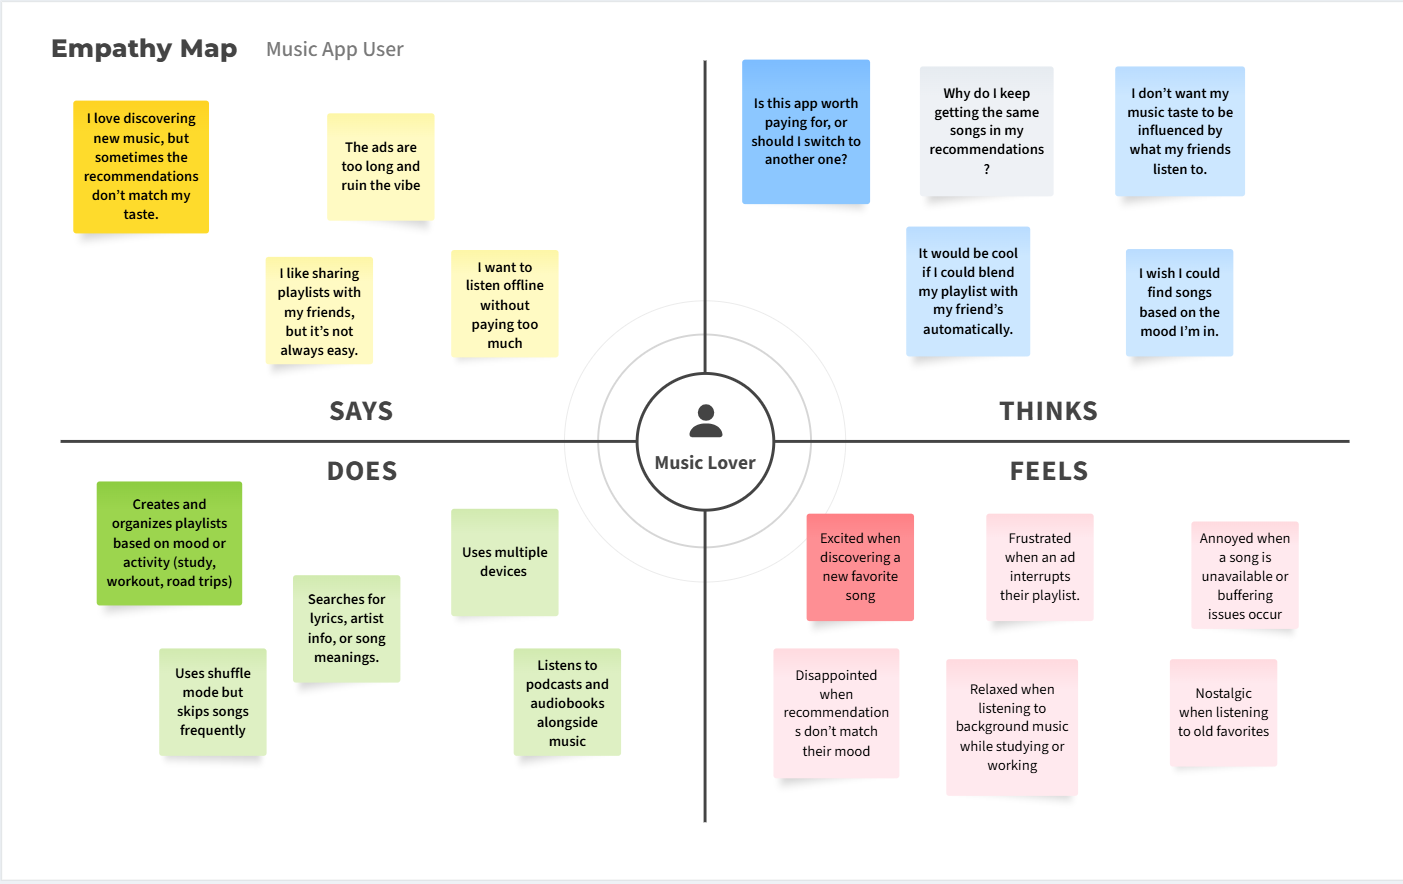 Empathy Map Music App User
I love discovering
new music, but
sometimes the
recommendations
don't match my
taste.
The ads are
too long and
ruin the vibe
I like sharing
playlists with
my friends,
but it's not
always easy.
I want to
listen offline
without
paying too
much
SAYS
Is this app worth
paying for, or
should I switch to
another one?
Why do I keep
getting the same
songs in my
recommendations
?
I don't want my
music taste to be
influenced by
what my friends
listen to.
It would be cool
if I could blend
my playlist with
my friend's
automatically.
I wish I could
find songs
based on the
mood I'm in.
THINKS
Music Lover
DOES
Creates and
organizes playlists
based on mood or
activity (study,
workout, road trips)
Uses multiple
devices
Searches for
lyrics, artist
info, or song
meanings.
Uses shuffle
mode but
skips songs
frequently
Listens to
podcasts and
audiobooks
alongside
music
FEELS
Excited when
discovering a
new favorite
song
Frustrated
when an ad
interrupts
their playlist.
Annoyed when
a song is
unavailable or
buffering
issues occur
Disappointed
when
recommendation
s don't match
their mood
Relaxed when
listening to
background music
while studying or
working
Nostalgic
when listening
to old favorites